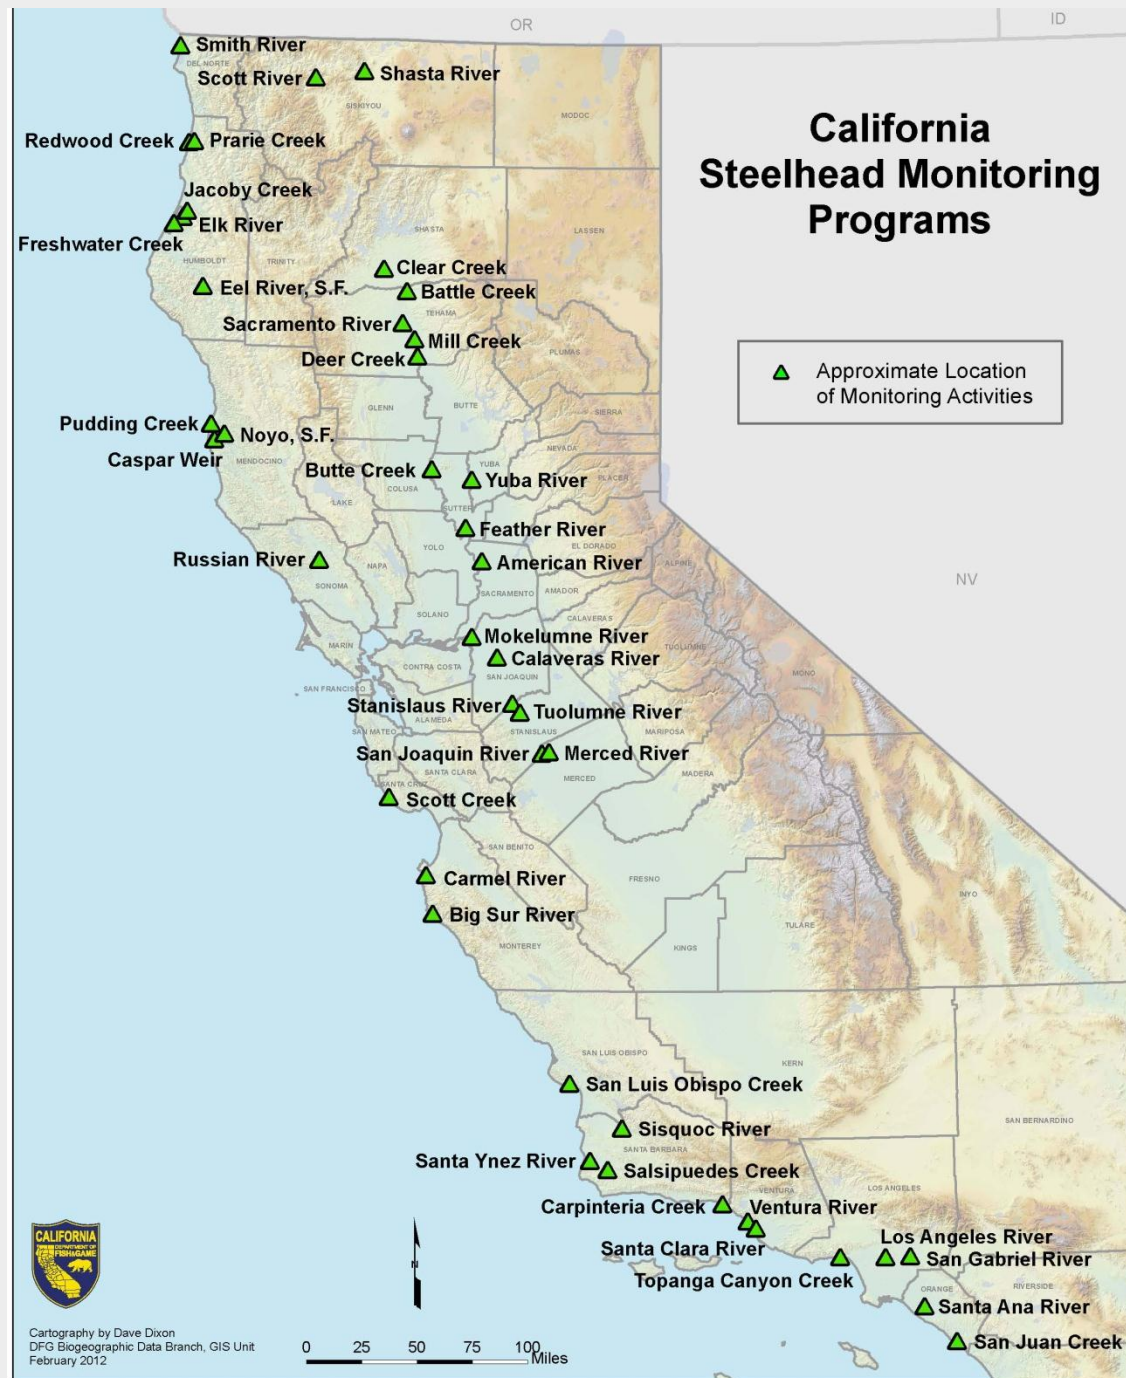 OR
ID
Smith River
DEL NORTE
Scott River
Shasta River
SISKIYOU
MODOC
California
Steelhead Monitoring
Programs
Redwood Creek
Prarie Creek
Jacoby Creek
Elk River
Freshwater Creek
HUMBOLDT
TRINITY
SHASTA
LASSEN
Clear Creek
Eel River, S.F.
Battle Creek
TEHAMA
Sacramento River
Mill Creek
Deer Creek
PLUMAS
Approximate Location
of Monitoring Activities
GLENN
BUTTE
SIERRA
Pudding Creek
Noyo, S.F.
Caspar Weir
MENDOCINO
NEVADA
YUBA
PLACER
Butte Creek
Yuba River
COLUSA
LAKE
SUTTER
Feather River
YOLO
EL DORADO
Russian River
American River
NAPA
ALPINE
SONOMA
SACRAMENTO
AMADOR
NV
SOLANO
CALAVERAS
Mokelumne River
MARIN
TUOLUMNE
Calaveras River
CONTRA COSTA
SAN JOAQUIN
MONO
SAN FRANCISCO
Stanislaus River
Tuolumne River
ALAMEDA
SAN MATEO
STANISLAUS
MARIPOSA
San Joaquin River
Merced River
SANTA CLARA
MERCED
MADERA
SANTA CRUZ
Scott Creek
SAN BENITO
Carmel River
FRESNO
INYO
Big Sur River
TULARE
MONTEREY
KINGS
SAN LUIS OBISPO
KERN
San Luis Obispo Creek
SAN BERNARDINO
Sisquoc River
SANTA BARBARA
Santa Ynez River
Salsipuedes Creek
VENTURA
LOS ANGELES
Carpinteria Creek
Ventura River
Los Angeles River
Santa Clara River
San Gabriel River
Topanga Canyon Creek
ORANGE
RIVERSIDE
Santa Ana River
San Juan Creek
CALIFORNIA
DEPARTMENT OF
FISH & GAME
N
Cartography by Dave Dixon
DFG Biogeographic Data Branch, GIS Unit
February 2012
0 25 50 75 100
Miles